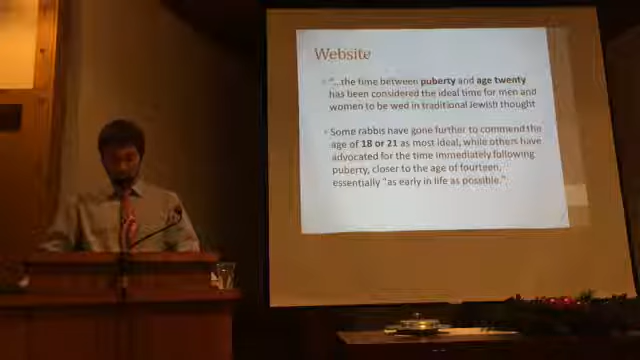 Website
"...the time between puberty and age twenty
has been considered the ideal time for men and
women to be wed in traditional Jewish thought
Some rabbis have gone further to commend the
age of 18 or 21 as most ideal, while others have
advocated for the time immediately following
puberty, closer to the age of fourteen,
essentially "as early in life as possible."